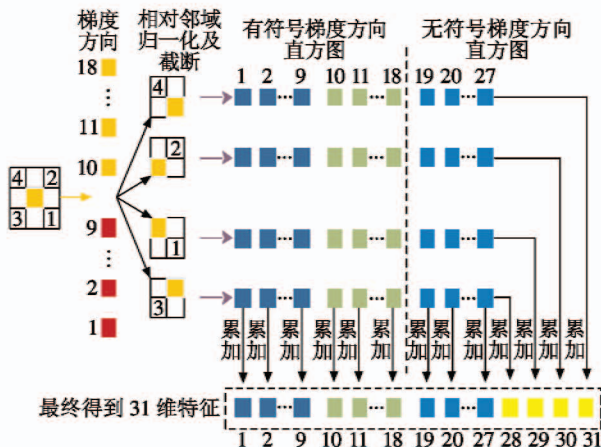 梯度
方向
相对邻域
归一化及
截断
有符号梯度方向
直方图
无符号梯度方向
直方图
18
11
10
9
2
1
4 2
3 1
4
2
1
3
1 2 ··· 9 10 11 ··· 18 19 20 ··· 27
累加 累加 累加 累加 累加 累加 累加 累加 累加 累加 累加 累加 累加
最终得到 31 维特征
1 2 ··· 9 10 11 ··· 18 19 20 ··· 27 28 29 30 31